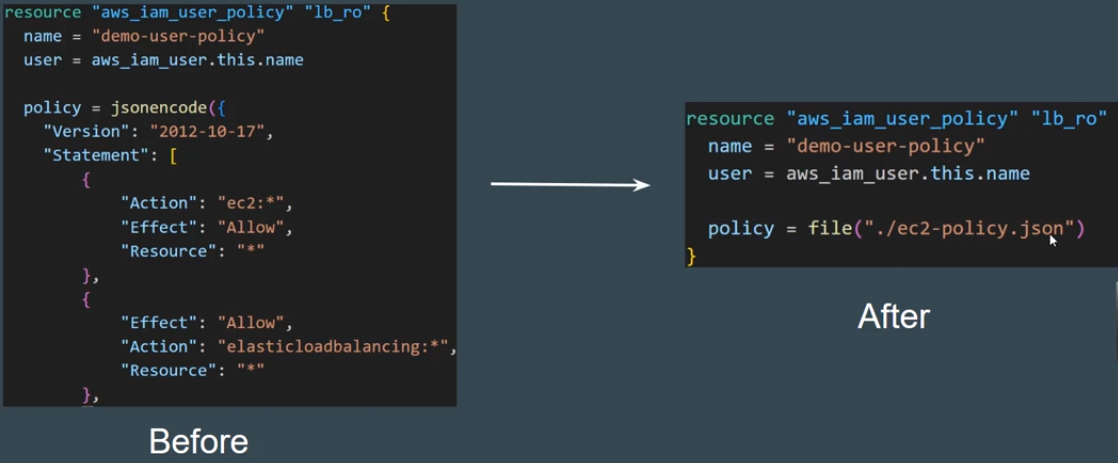 resource "aws_iam_user_policy" "lb_ro" {
name = "demo-user-policy"
user = aws_iam_user.this.name
policy = jsonencode({
"Version": "2012-10-17",
"Statement": [
{
"Action": "ec2:*",
"Effect": "Allow",
"Resource": "*"
},
{
"Effect": "Allow",
"Action": "elasticloadbalancing:*",
"Resource": "*"
},
Before
resource "aws_iam_user_policy" "lb_ro"
name = "demo-user-policy"
user = aws_iam_user.this.name
policy = file("./ec2-policy.json")
}
After